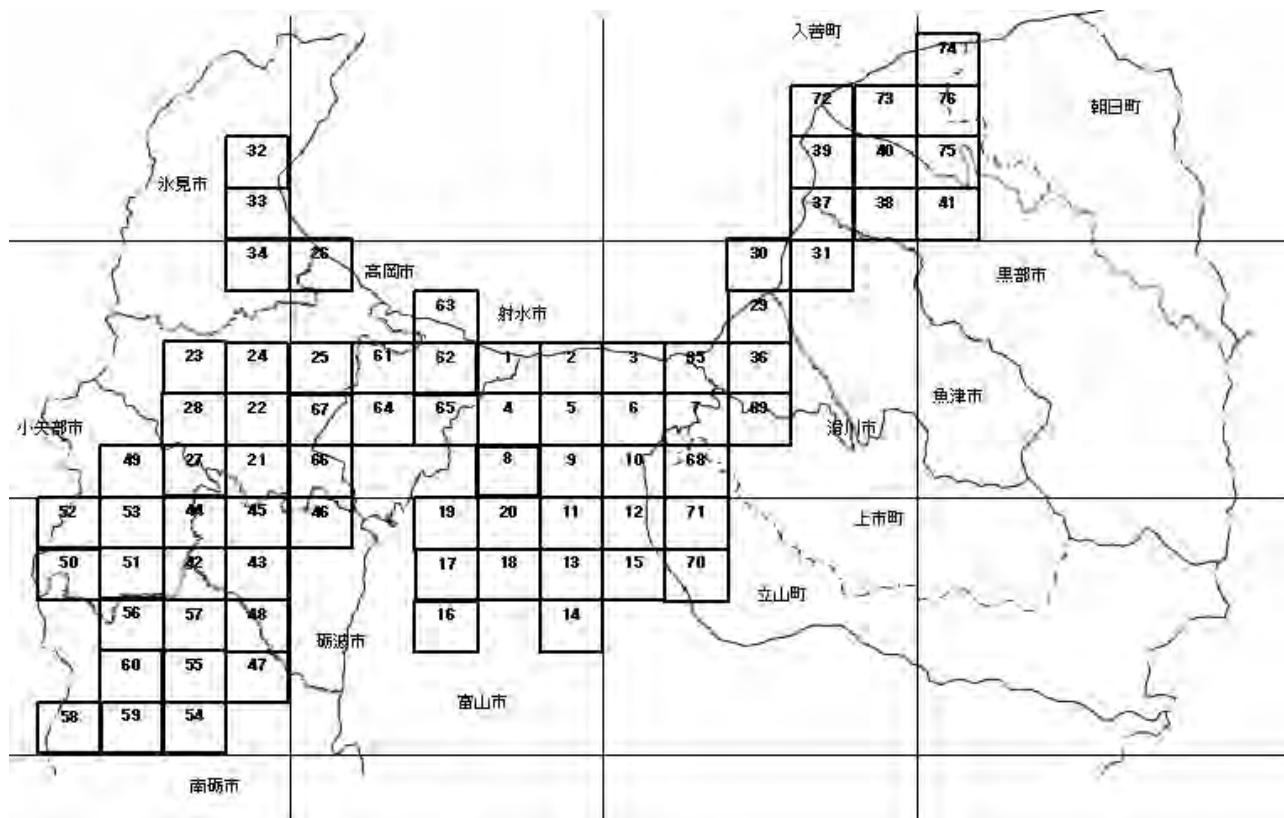 入善町
74
72 73 76
朝日町
32 39 40 75
氷見市
33 37 38 41
34 26 30 31
高岡市
黒部市
63 29
射水市
23 24 25 61 62 1 2 3 35 36
魚津市
28 22 67 64 65 4 5 6 7 69
小矢部市
滑川市
49 27 21 66 8 9 10 68
52 53 44 45 46 19 20 11 12 71
上市町
50 51 42 43 17 18 13 15 70
立山町
56 57 48 16 14
砺波市
60 55 47
富山市
58 59 54
南砺市